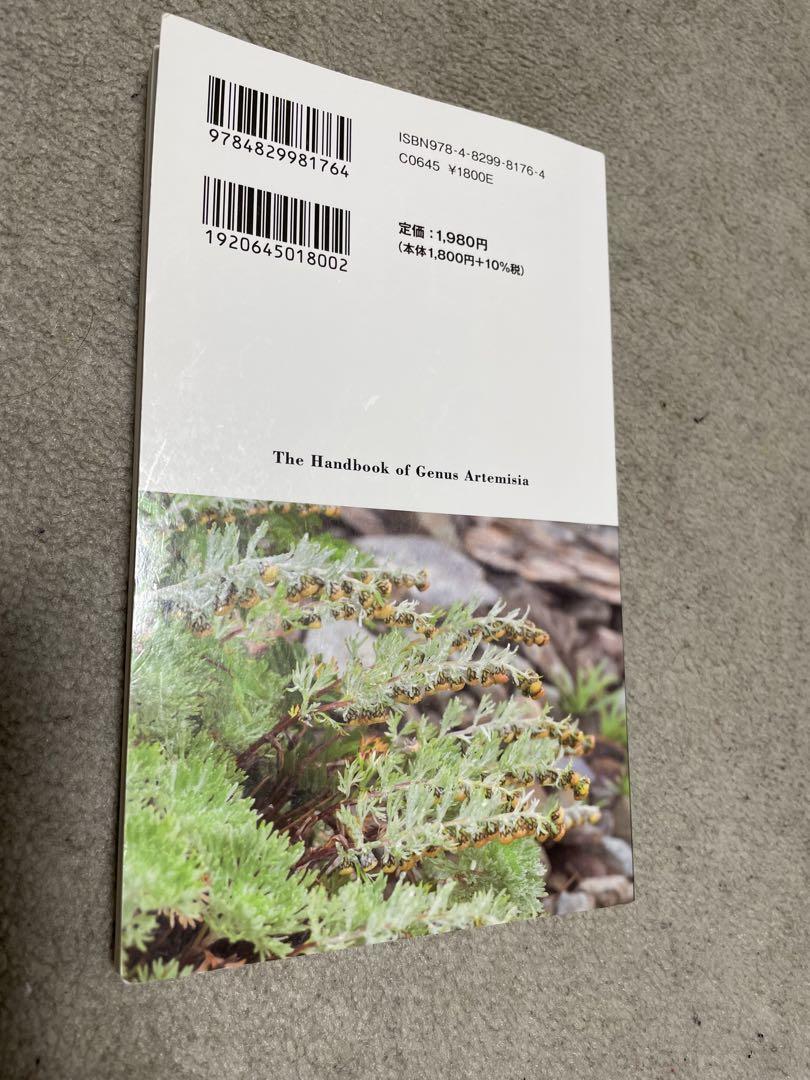 9784829981764
ISBN978-4-8299-8176-4
C0645 ¥1800E
1920645018002
定価:1,980円
(本体1,800円+10%税)
The Handbook of Genus Artemisia